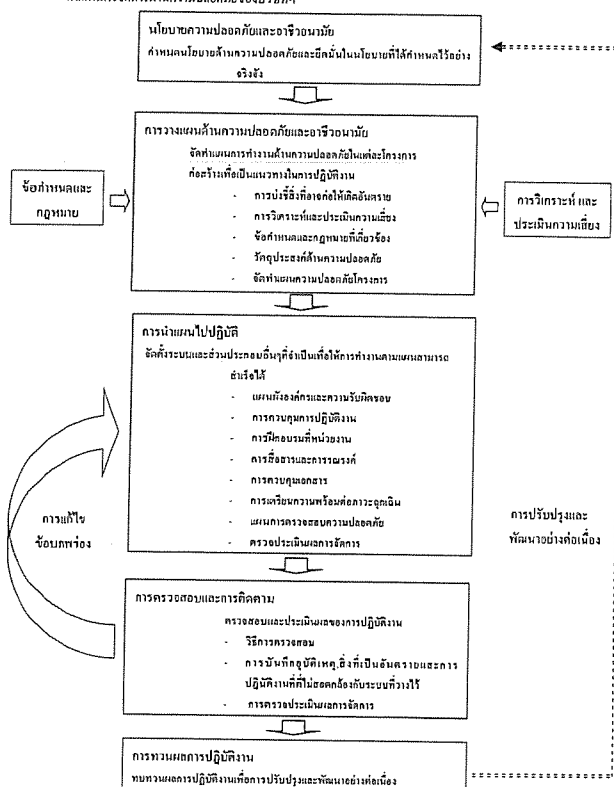 นโยบายความปลอดภัยและอาชีวอนามัย
กำหนดนโยบายด้านความปลอดภัยและยึดมั่นในนโยบายที่ได้กำหนดไว้อย่าง
จริงจัง
การวางแผนด้านความปลอดภัยและอาชีวอนามัย
จัดทำแผนการทำงานด้านความปลอดภัยในแต่ละโครงการ
ก่อสร้างเพื่อเป็นแนวทางในการปฏิบัติงาน
- การบ่งชี้สิ่งที่อาจก่อให้เกิดอันตราย
- การวิเคราะห์และประเมินความเสี่ยง
- ข้อกำหนดและกฎหมายที่เกี่ยวข้อง
- วัตถุประสงค์ด้านความปลอดภัย
- จัดทำแผนความปลอดภัยโครงการ
ข้อกำหนดและ
กฎหมาย
การวิเคราะห์ และ
ประเมินความเสี่ยง
การนำแผนไปปฏิบัติ
จัดตั้งระบบและส่วนประกอบอื่นๆที่จำเป็นเพื่อให้การทำงานตามแผนสามารถ
สำเร็จได้
- แผนผังองค์กรและความรับผิดชอบ
- การควบคุมการปฏิบัติงาน
- การฝึกอบรมที่หน่วยงาน
- การสื่อสารและการรณรงค์
- การควบคุมเอกสาร
- การเตรียมความพร้อมต่อภาวะฉุกเฉิน
- แผนการตรวจสอบความปลอดภัย
- ตรวจประเมินผลการจัดการ
การแก้ไข
ข้อบกพร่อง
การปรับปรุงและ
พัฒนาอย่างต่อเนื่อง
การตรวจสอบและการติดตาม
ตรวจสอบและประเมินผลของการปฏิบัติงาน
- วิธีการตรวจสอบ
- การบันทึกอุบัติเหตุ,สิ่งที่เป็นอันตรายและการ
ปฏิบัติงานที่ไม่สอดคล้องกับระบบที่วางไว้
- การตรวจประเมินผลการจัดการ
การทวนผลการปฏิบัติงาน
ทบทวนผลการปฏิบัติงานเพื่อการปรับปรุงและพัฒนาอย่างต่อเนื่อง